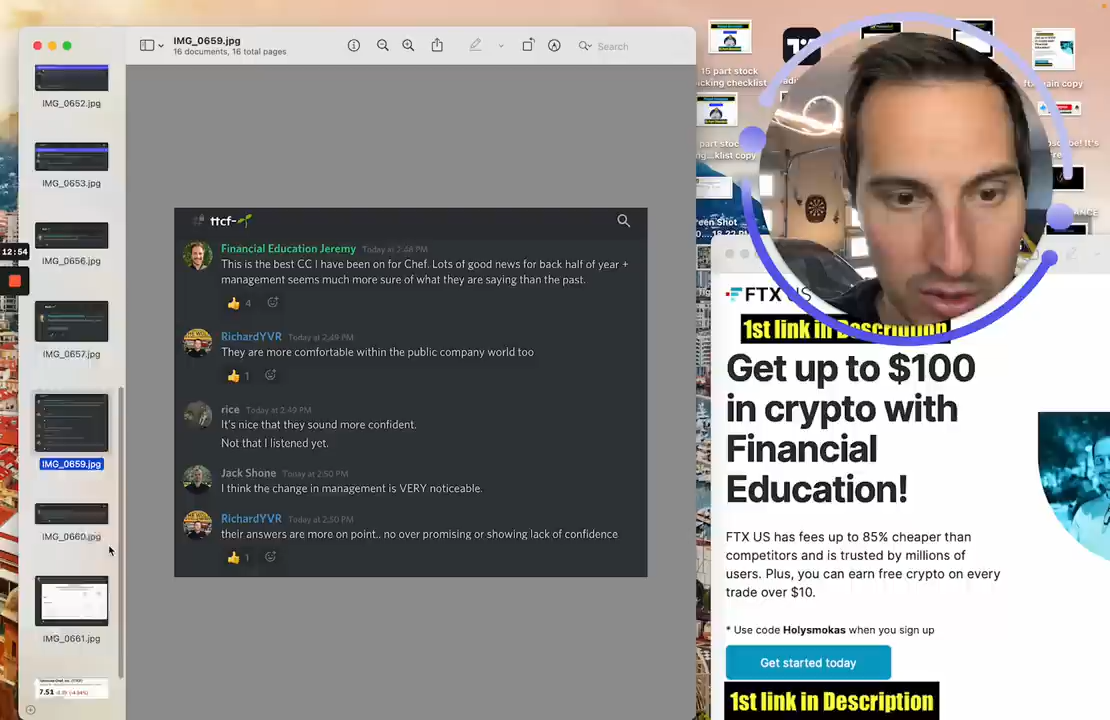 IMG_0659.jpg
16 documents, 16 total pages
Search
IMG_0652.jpg
IMG_0653.jpg
IMG_0656.jpg
12:54
IMG_0657.jpg
IMG_0659.jpg
IMG_0660.jpg
IMG_0661.jpg
7.51
ttcf-
Financial Education Jeremy Today at 2:48 PM
This is the best CC I have been on for Chef. Lots of good news for back half of year +
management seems much more sure of what they are saying than the past.
4
RichardYVR Today at 2:49 PM
They are more comfortable within the public company world too
1
rice Today at 2:49 PM
It's nice that they sound more confident.
Not that I listened yet.
Jack Shone Today at 2:50 PM
I think the change in management is VERY noticeable.
RichardYVR Today at 2:50 PM
their answers are more on point.. no over promising or showing lack of confidence
1
15 part stock
cking checklist
klist copy
FTX US
1st link in Description
Get up to $100
in crypto with
Financial
Education!
FTX US has fees up to 85% cheaper than
competitors and is trusted by millions of
users. Plus, you can earn free crypto on every
trade over $10.
* Use code Holysmokas when you sign up
Get started today
1st link in Description